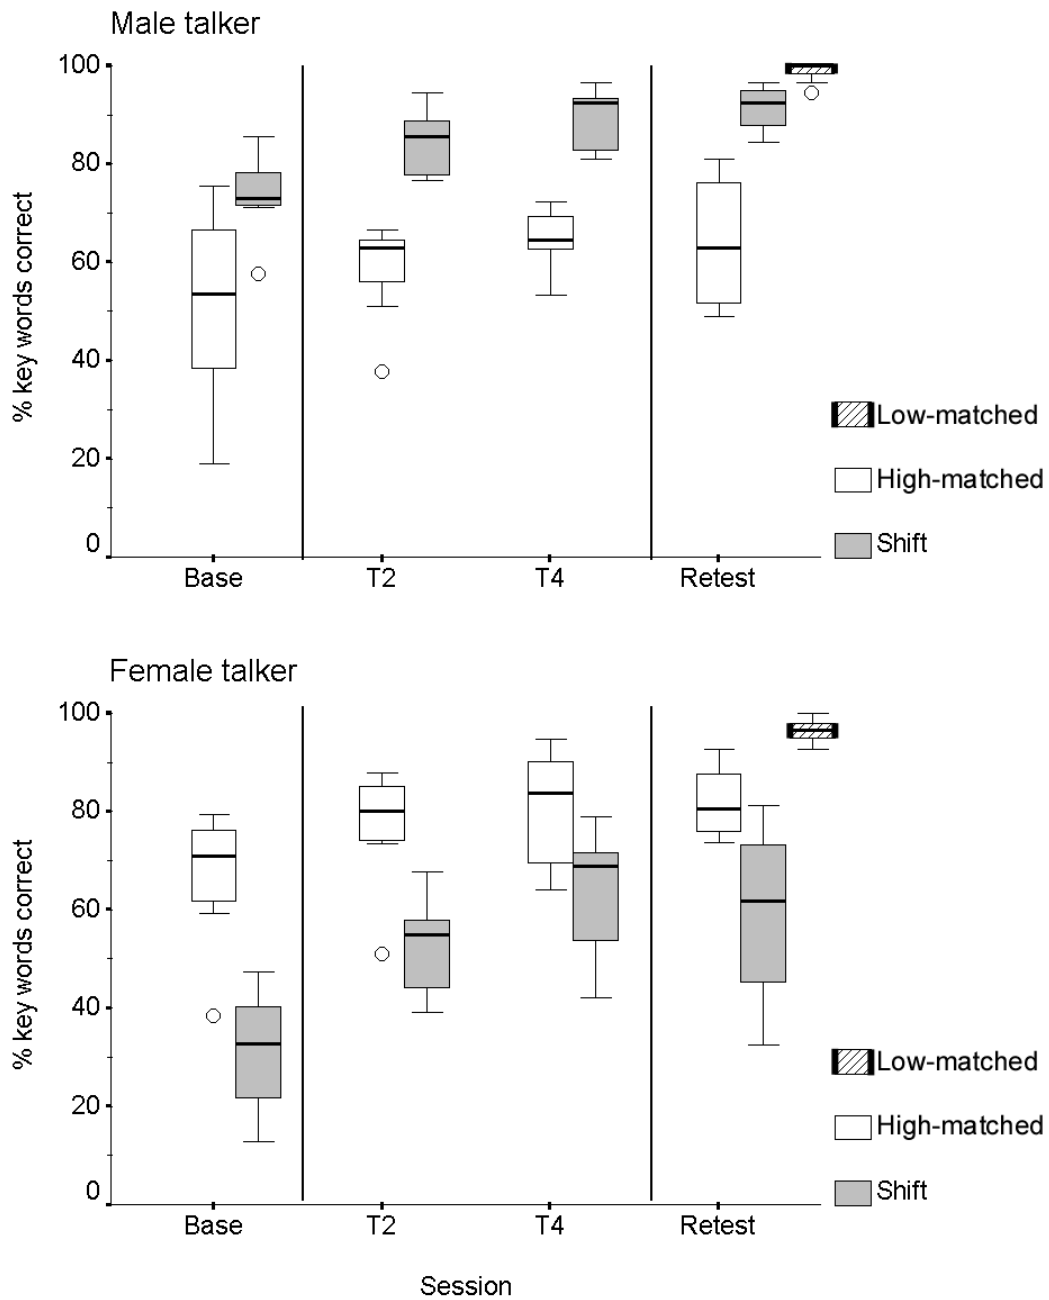 Male talker
100
80
60
40
20
0
% key words correct
Base T2 T4 Retest
Low-matched
High-matched
Shift
Female talker
100
80
60
40
20
0
% key words correct
Base T2 T4 Retest
Low-matched
High-matched
Shift
Session